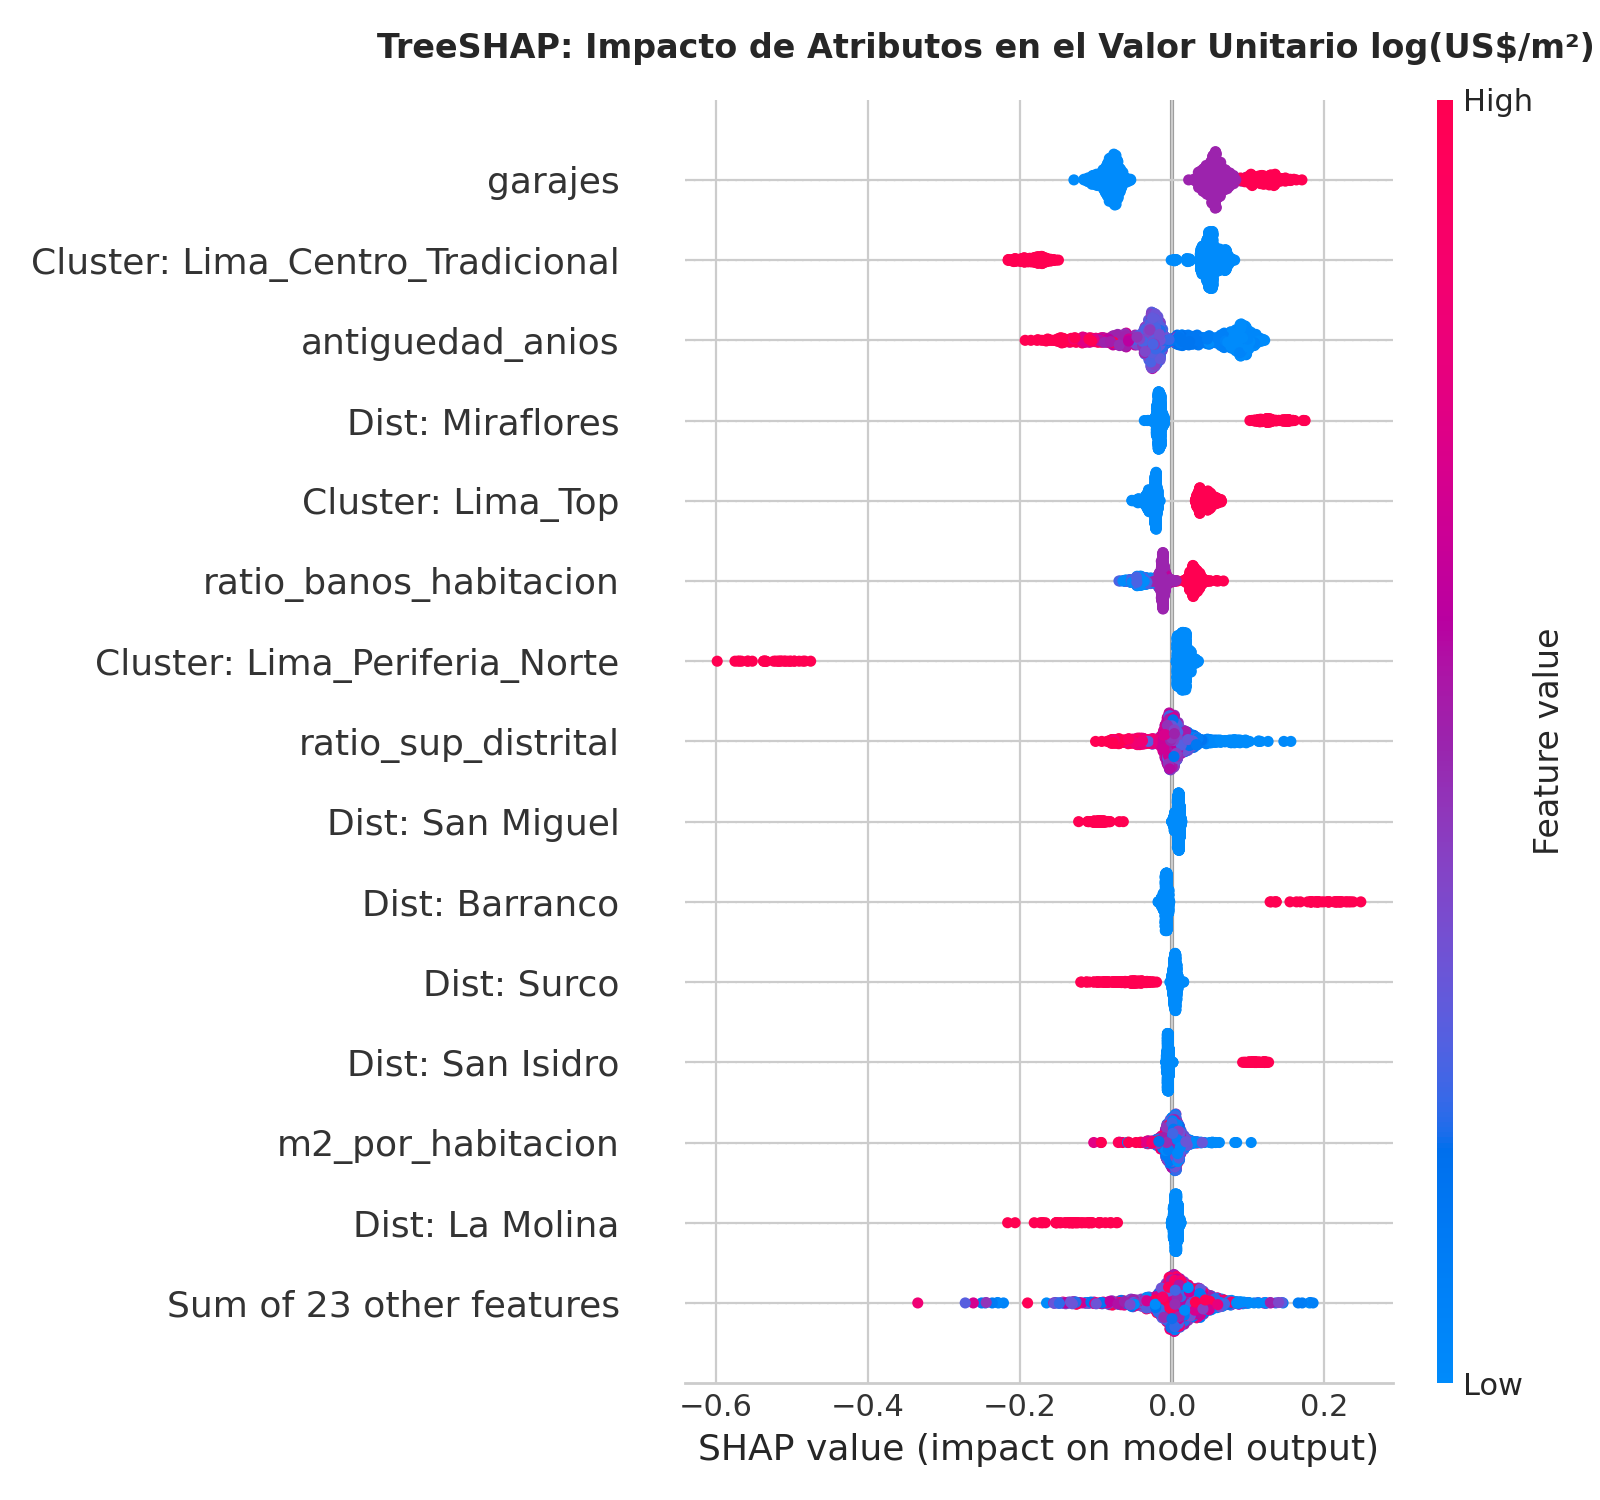 TreeSHAP: Impacto de Atributos en el Valor Unitario log(US$/m²)
High
garajes
Cluster: Lima_Centro_Tradicional
antiguedad_anios
Dist: Miraflores
Cluster: Lima_Top
ratio_banos_habitacion
Cluster: Lima_Periferia_Norte
ratio_sup_distrital
Dist: San Miguel
Dist: Barranco
Dist: Surco
Dist: San Isidro
m2_por_habitacion
Dist: La Molina
Sum of 23 other features
Feature value
Low
−0.6 −0.4 −0.2 0.0 0.2
SHAP value (impact on model output)